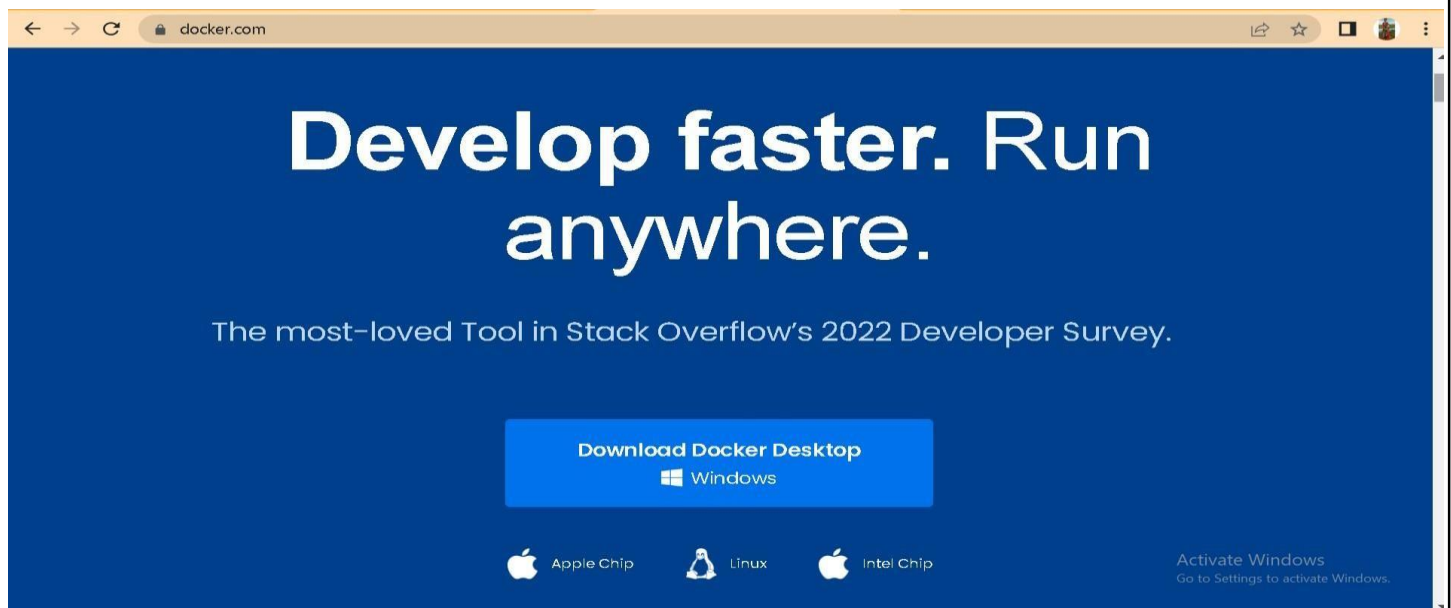 docker.com
Develop faster. Run
anywhere.
The most-loved Tool in Stack Overflow's 2022 Developer Survey.
Download Docker Desktop
Windows
Apple Chip Linux Intel Chip
Activate Windows
Go to Settings to activate Windows.